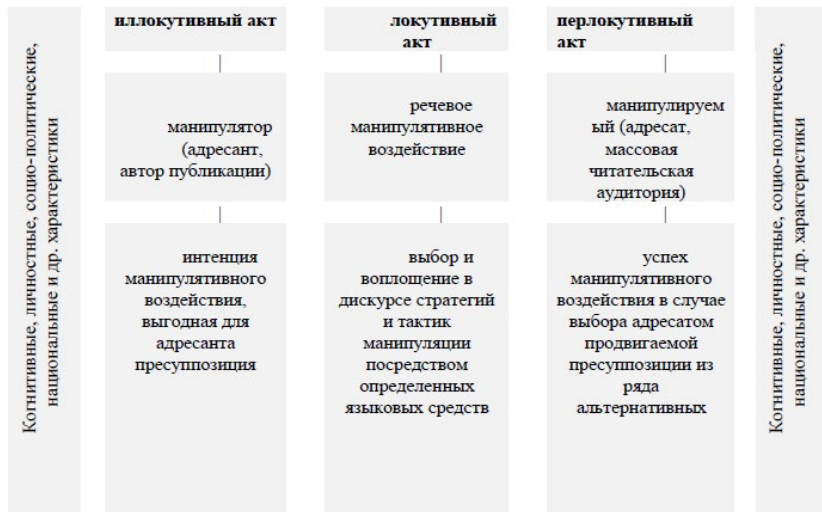 Когнитивные, личностные, социо-политические,
национальные и др. характеристики
иллокутивный акт
манипулятор
(адресант,
автор публикации)
интенция
манипулятивного
воздействия,
выгодная для
адресанта
пресуппозиция
локутивный
акт
речевое
манипулятивное
воздействие
выбор и
воплощение в
дискурсе стратегий
и тактик
манипуляции
посредством
определенных
языковых средств
перлокутивный
акт
манипулируем
ый (адресат,
массовая
читательская
аудитория)
успех
манипулятивного
воздействия в случае
выбора адресатом
продвигаемой
пресуппозиции из
ряда
альтернативных
Когнитивные, личностные, социо-политические,
национальные и др. характеристики